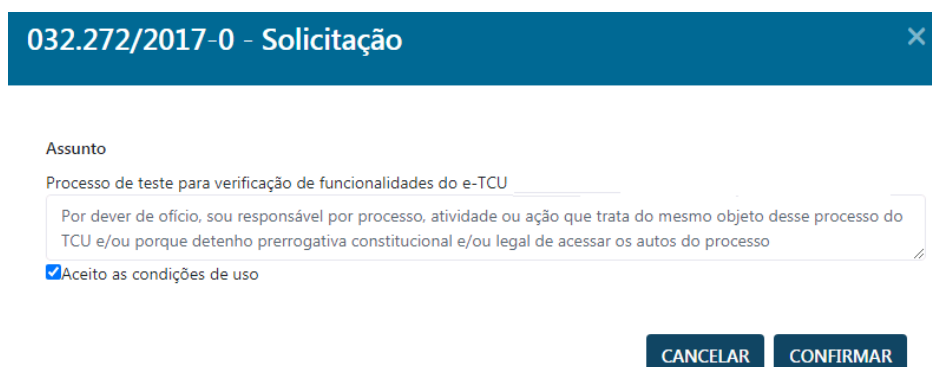 032.272/2017-0 - Solicitação
Assunto
Processo de teste para verificação de funcionalidades do e-TCU
Por dever de ofício, sou responsável por processo, atividade ou ação que trata do mesmo objeto desse processo do
TCU e/ou porque detenho prerrogativa constitucional e/ou legal de acessar os autos do processo
Aceito as condições de uso
CANCELAR CONFIRMAR